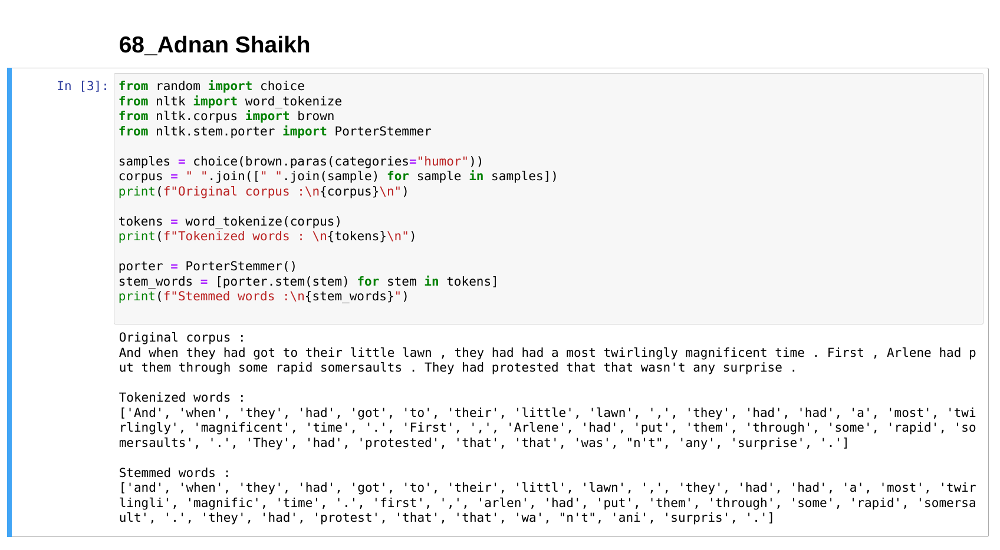 68_Adnan Shaikh
In [3]:
from random import choice
from nltk import word_tokenize
from nltk.corpus import brown
from nltk.stem.porter import PorterStemmer
samples = choice(brown.paras(categories="humor"))
corpus = " ".join([" ".join(sample) for sample in samples])
print(f"Original corpus :\n{corpus}\n")
tokens = word_tokenize(corpus)
print(f"Tokenized words : \n{tokens}\n")
porter = PorterStemmer()
stem_words = [porter.stem(stem) for stem in tokens]
print(f"Stemmed words :\n{stem_words}")
Original corpus :
And when they had got to their little lawn , they had had a most twirlingly magnificent time . First , Arlene had p
ut them through some rapid somersaults . They had protested that that wasn't any surprise .
Tokenized words :
['And', 'when', 'they', 'had', 'got', 'to', 'their', 'little', 'lawn', ',', 'they', 'had', 'had', 'a', 'most', 'twi
rlingly', 'magnificent', 'time', '.', 'First', ',', 'Arlene', 'had', 'put', 'them', 'through', 'some', 'rapid', 'so
mersaults', '.', 'They', 'had', 'protested', 'that', 'that', 'was', "n't", 'any', 'surprise', '.']
Stemmed words :
['and', 'when', 'they', 'had', 'got', 'to', 'their', 'littl', 'lawn', ',', 'they', 'had', 'had', 'a', 'most', 'twir
lingli', 'magnific', 'time', '.', 'first', ',', 'arlen', 'had', 'put', 'them', 'through', 'some', 'rapid', 'somersa
ult', '.', 'they', 'had', 'protest', 'that', 'that', 'wa', "n't", 'ani', 'surpris', '.']